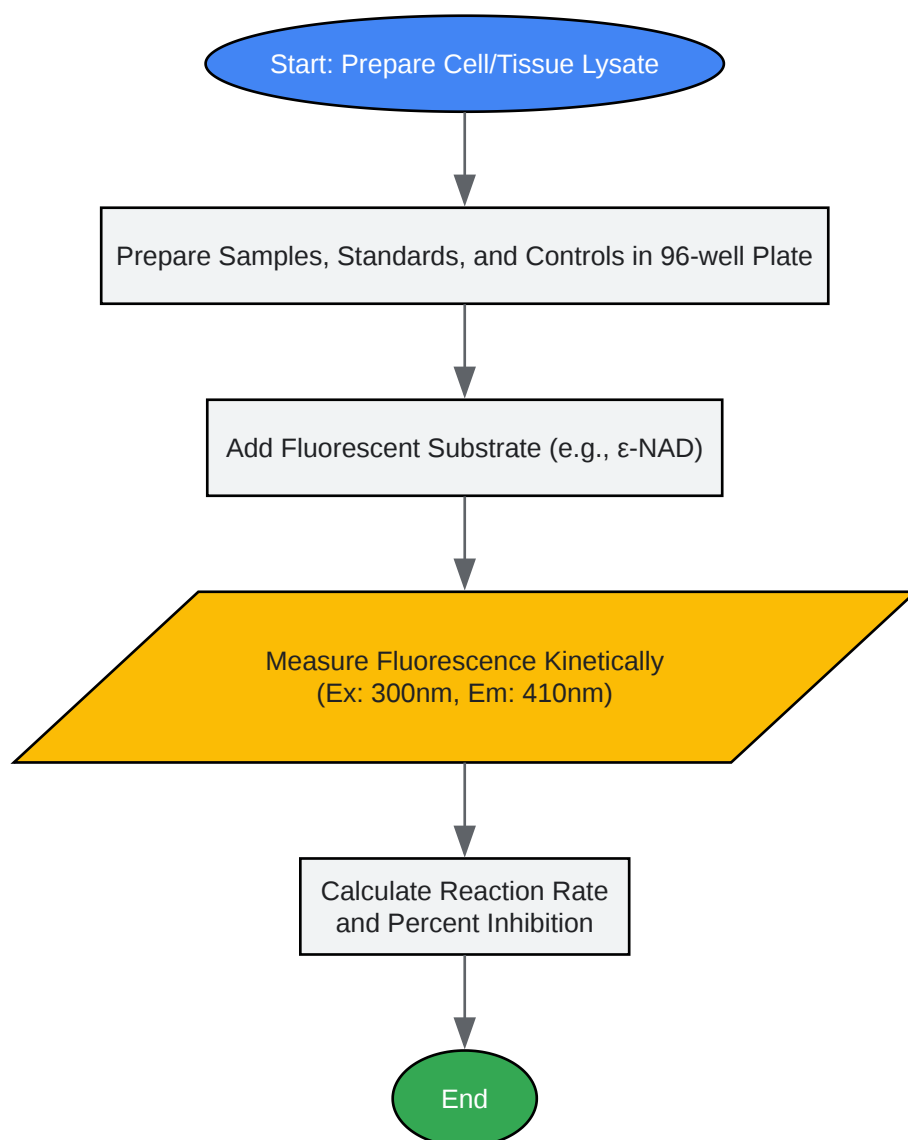 Start: Prepare Cell/Tissue Lysate
Prepare Samples, Standards, and Controls in 96-well Plate
Add Fluorescent Substrate (e.g., ε-NAD)
Measure Fluorescence Kinetically
(Ex: 300nm, Em: 410nm)
Calculate Reaction Rate
and Percent Inhibition
End